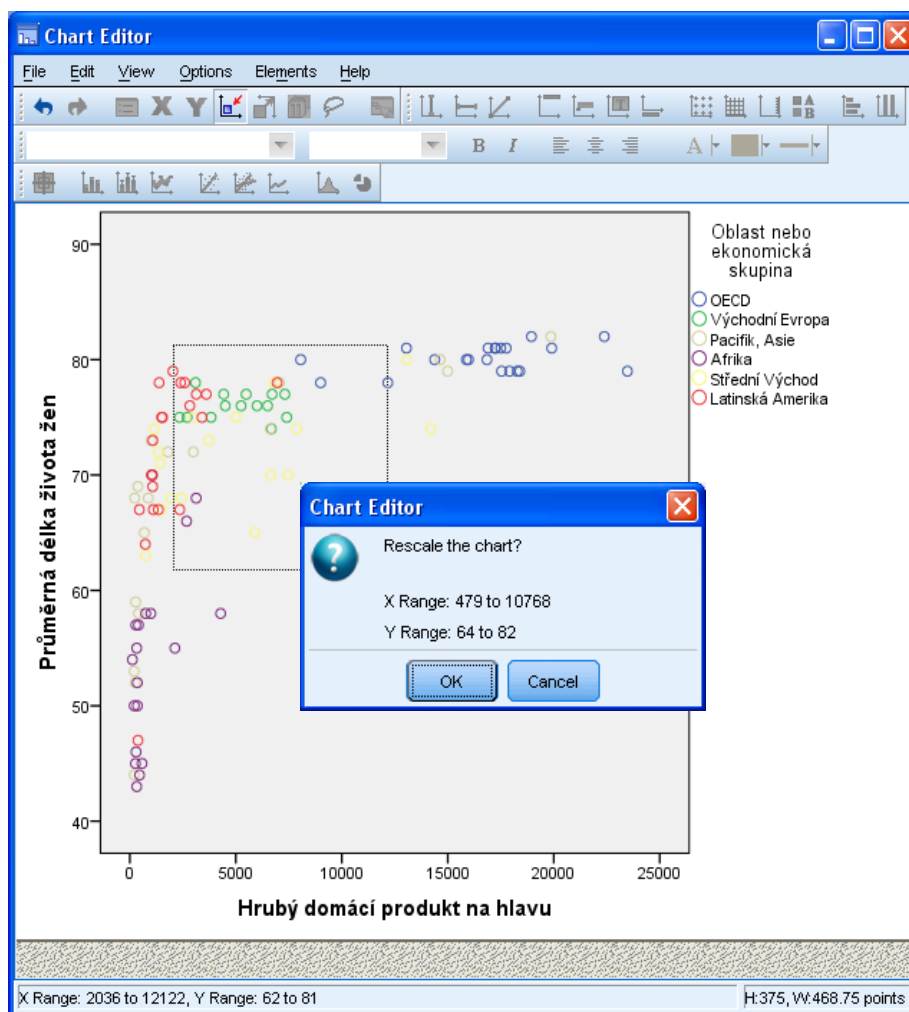 Chart Editor
File Edit View Options Elements Help
X Y A B
B I A
90
80
70
60
50
40
Průměrná délka života žen
0 5000 10000 15000 20000 25000
Hrubý domácí produkt na hlavu
Oblast nebo
ekonomická
skupina
OECD
Východní Evropa
Pacifik, Asie
Afrika
Střední Východ
Latinská Amerika
Chart Editor
Rescale the chart?
X Range: 479 to 10768
Y Range: 64 to 82
OK Cancel
X Range: 2036 to 12122, Y Range: 62 to 81
H:375, W:468.75 points